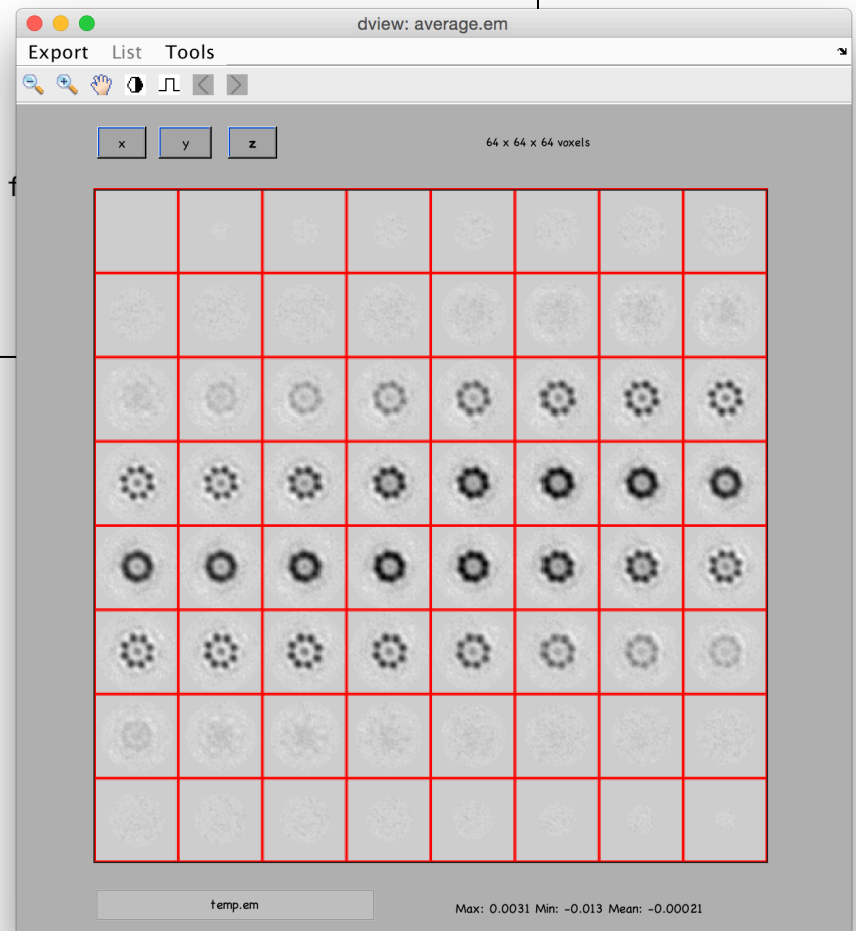 dview: average.em
Export List Tools
x y z
64 x 64 x 64 voxels
f
temp.em
Max: 0.0031 Min: -0.013 Mean: -0.00021